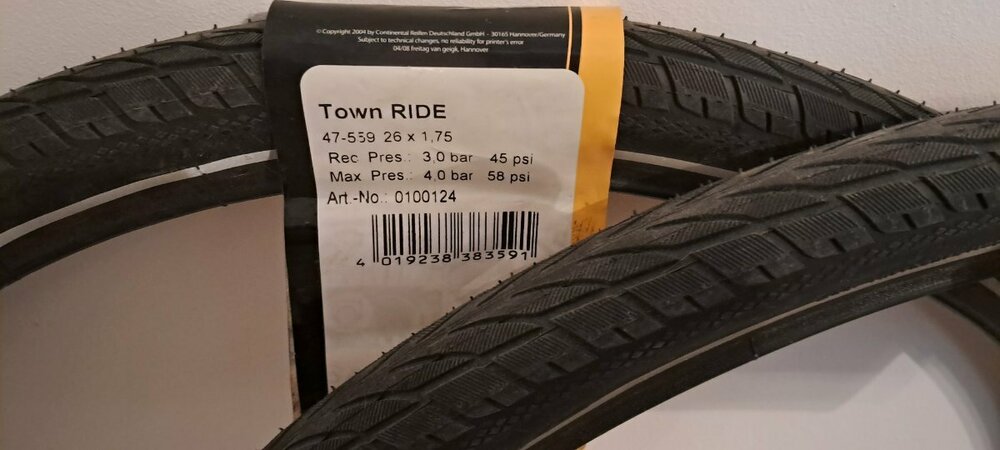 ©Copyright 2004 by Continental Reifen Deutschland GmbH - 30165 Hannover/Germany
Subject to technical changes, no reliability for printer's error
04/08 Freitag van geigk, Hannover
Town RIDE
47-559 26 x 1,75
Rec Pres.: 3,0 bar 45 psi
Max Pres.: 4,0 bar 58 psi
Art.-No.: 0100124
4 019238 383591